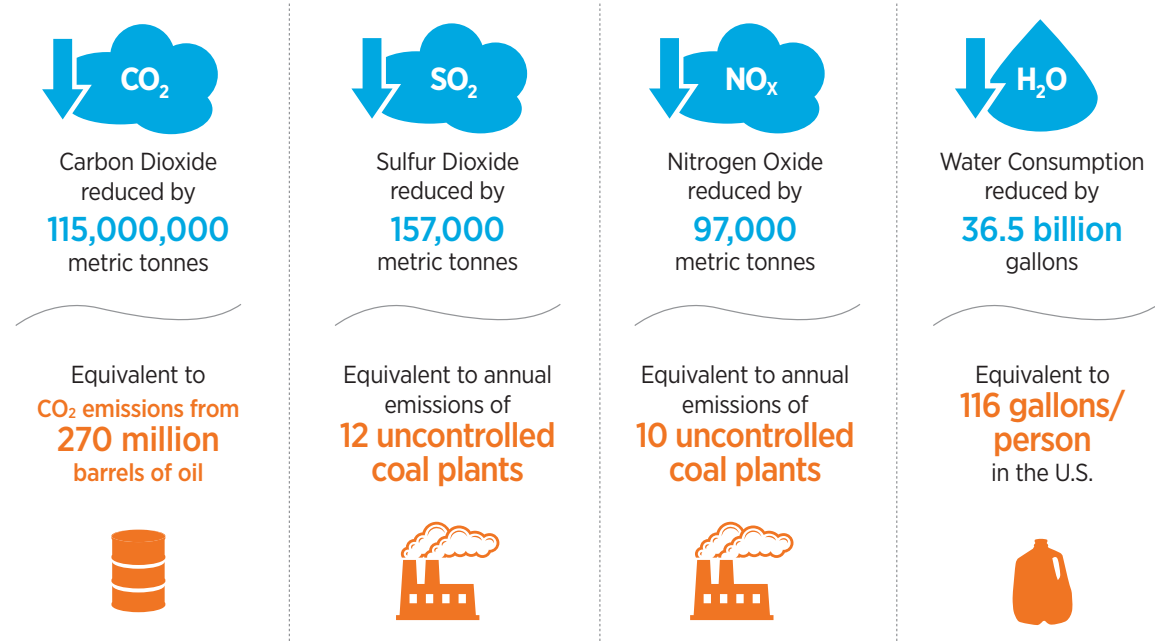 CO₂
Carbon Dioxide
reduced by
115,000,000
metric tonnes
Equivalent to
CO₂ emissions from
270 million
barrels of oil
SO₂
Sulfur Dioxide
reduced by
157,000
metric tonnes
Equivalent to annual
emissions of
12 uncontrolled
coal plants
NOₓ
Nitrogen Oxide
reduced by
97,000
metric tonnes
Equivalent to annual
emissions of
10 uncontrolled
coal plants
H₂O
Water Consumption
reduced by
36.5 billion
gallons
Equivalent to
116 gallons/
person
in the U.S.